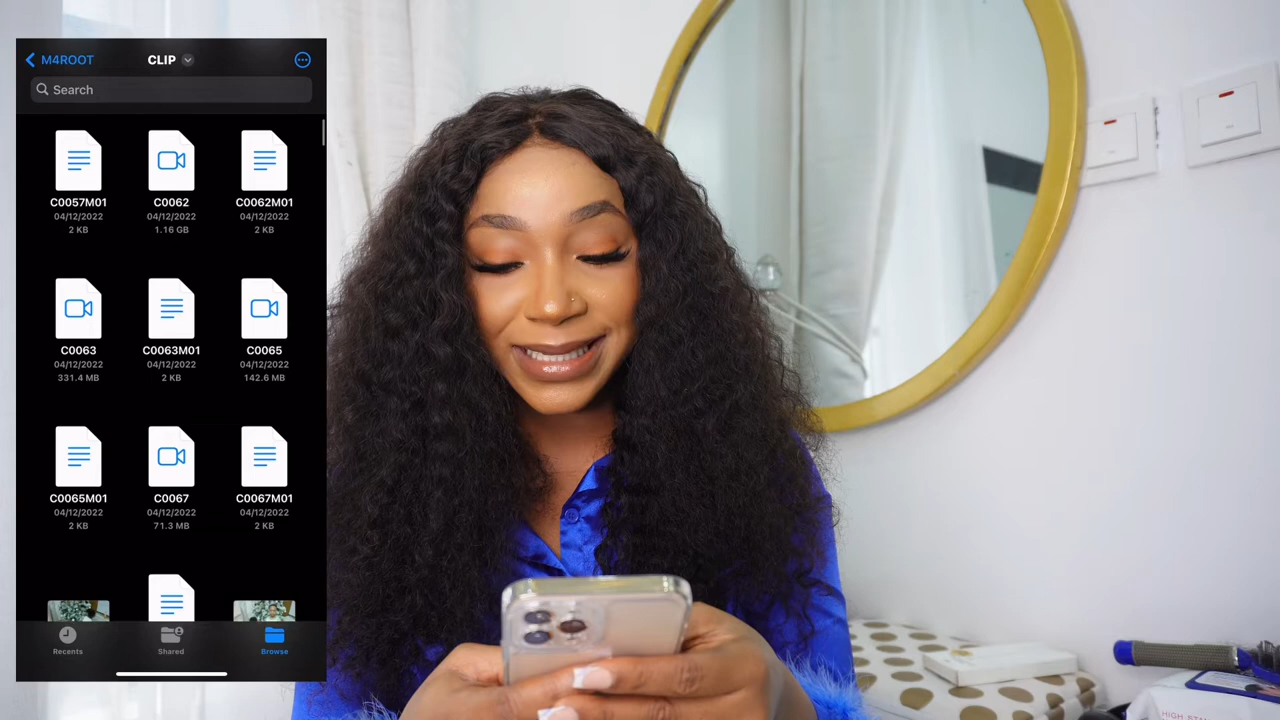 M4ROOT
CLIP
Search
C0057M01
04/12/2022
2 KB
C0062
04/12/2022
1.16 GB
C0062M01
04/12/2022
2 KB
C0063
04/12/2022
331.4 MB
C0063M01
04/12/2022
2 KB
C0065
04/12/2022
142.6 MB
C0065M01
04/12/2022
2 KB
C0067
04/12/2022
71.3 MB
C0067M01
04/12/2022
2 KB
Recents
Shared
Browse
HIGH-STAN